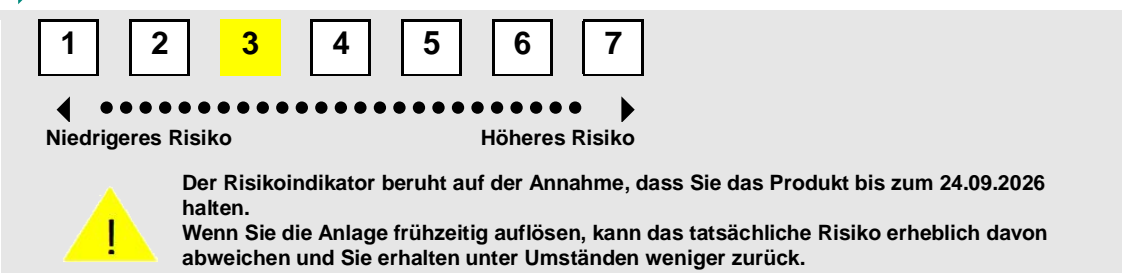 1 2 3 4 5 6 7
Niedrigeres Risiko Höheres Risiko
Der Risikoindikator beruht auf der Annahme, dass Sie das Produkt bis zum 24.09.2026
halten.
!
Wenn Sie die Anlage frühzeitig auflösen, kann das tatsächliche Risiko erheblich davon
abweichen und Sie erhalten unter Umständen weniger zurück.